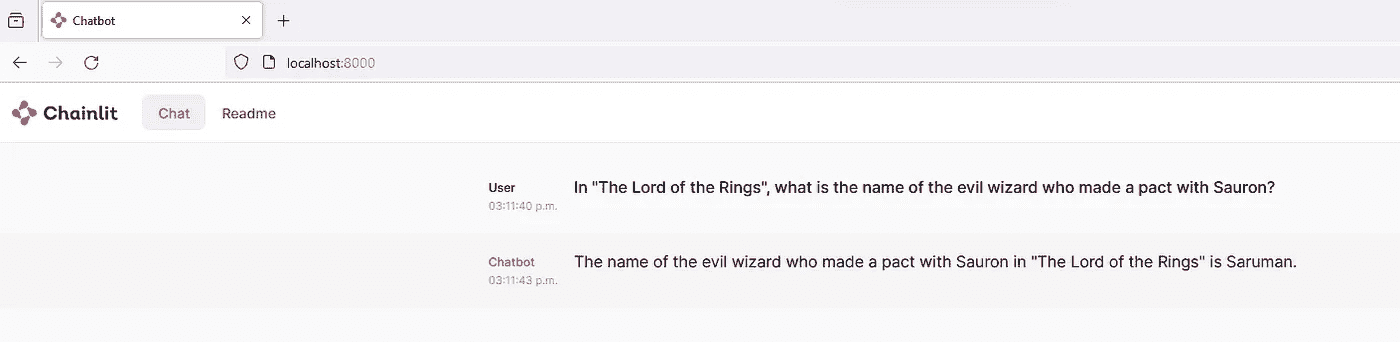 Chatbot
localhost:8000
Chainlit Chat Readme
User In "The Lord of the Rings", what is the name of the evil wizard who made a pact with Sauron?
03:11:40 p.m.
Chatbot The name of the evil wizard who made a pact with Sauron in "The Lord of the Rings" is Saruman.
03:11:43 p.m.